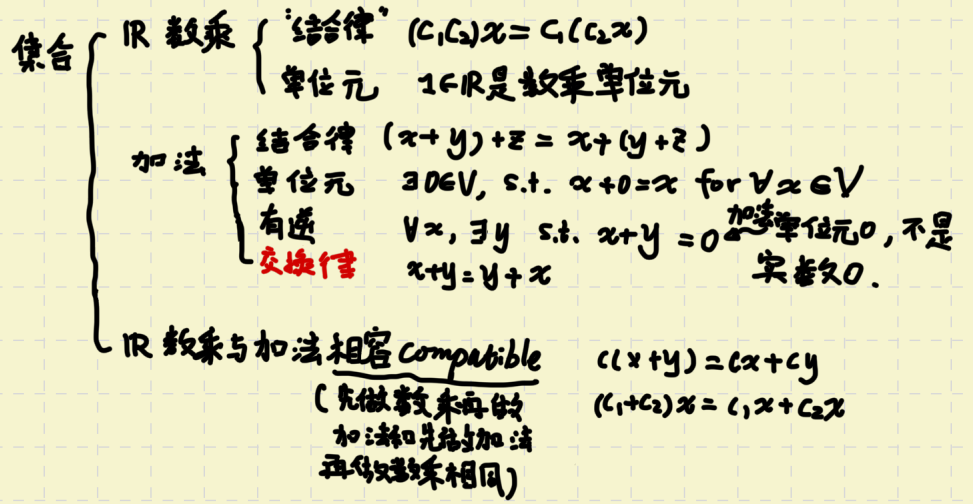 集合
IR 数乘
"结合律" (C₁C₂)x = C₁(C₂x)
单位元 1∈IR是数乘单位元
加法
结合律 (x+y)+z = x+(y+z)
单位元 ∃0∈V, s.t. x+0=x for ∀x∈V
有逆 ∀x, ∃y s.t. x+y=0 ← 加法单位元0, 不是
实数0.
交换律 x+y=y+x
IR 数乘与加法相容 compatible c(x+y)=cx+cy
(先做数乘再做 (C₁+C₂)x=C₁x+C₂x
加法和先做加法
再做数乘相同)